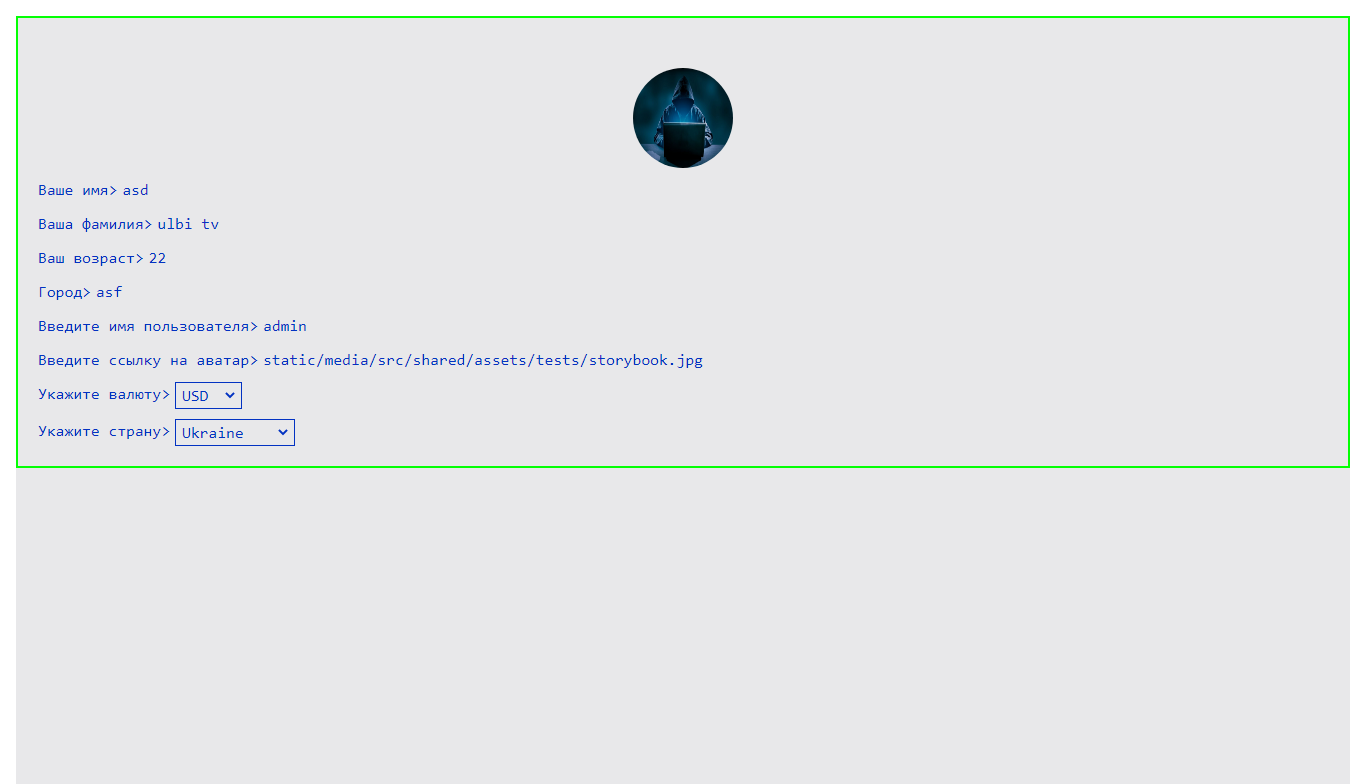 Ваше имя> asd
Ваша фамилия> ulbi tv
Ваш возраст> 22
Город> asf
Введите имя пользователя> admin
Введите ссылку на аватар> static/media/src/shared/assets/tests/storybook.jpg
Укажите валюту> USD
Укажите страну> Ukraine